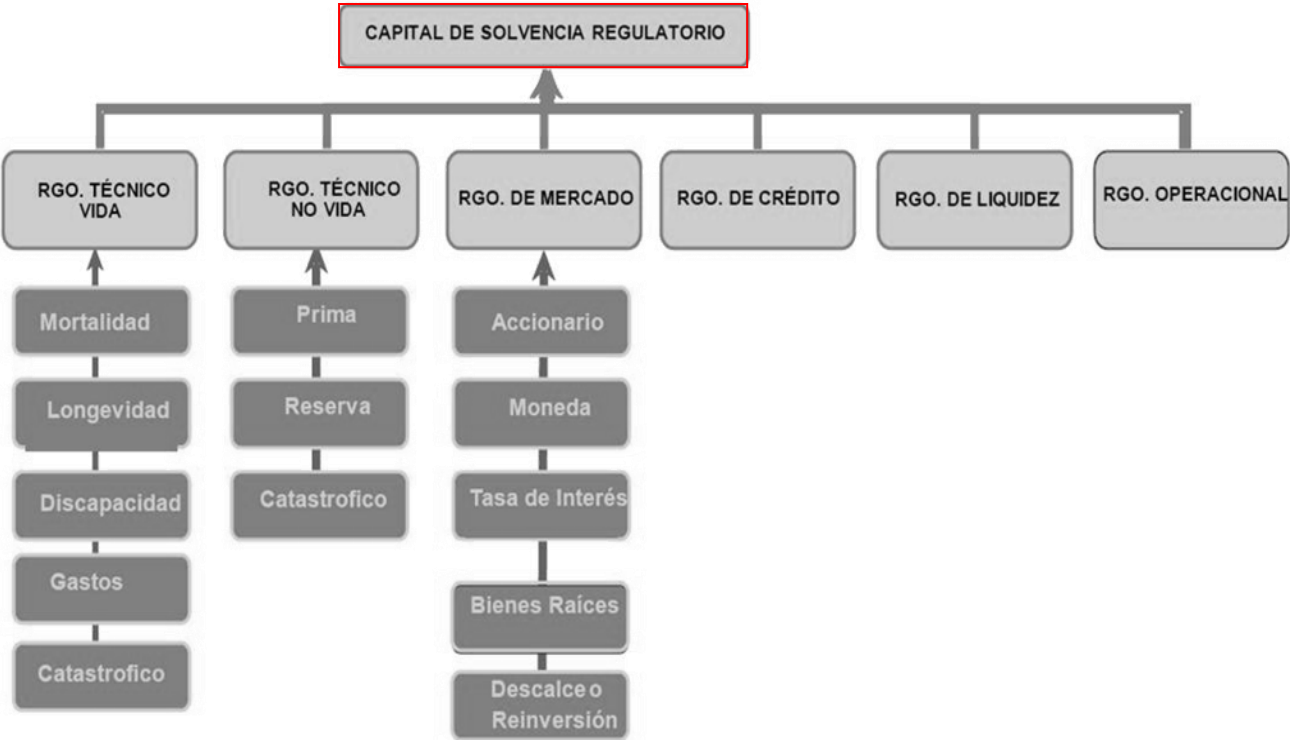 CAPITAL DE SOLVENCIA REGULATORIO
RGO. TÉCNICO
VIDA
RGO. TÉCNICO
NO VIDA
RGO. DE MERCADO
RGO. DE CRÉDITO
RGO. DE LIQUIDEZ
RGO. OPERACIONAL
Mortalidad
Longevidad
Discapacidad
Gastos
Catastrofico
Prima
Reserva
Catastrofico
Accionario
Moneda
Tasa de Interés
Bienes Raíces
Descalce o
Reinversión